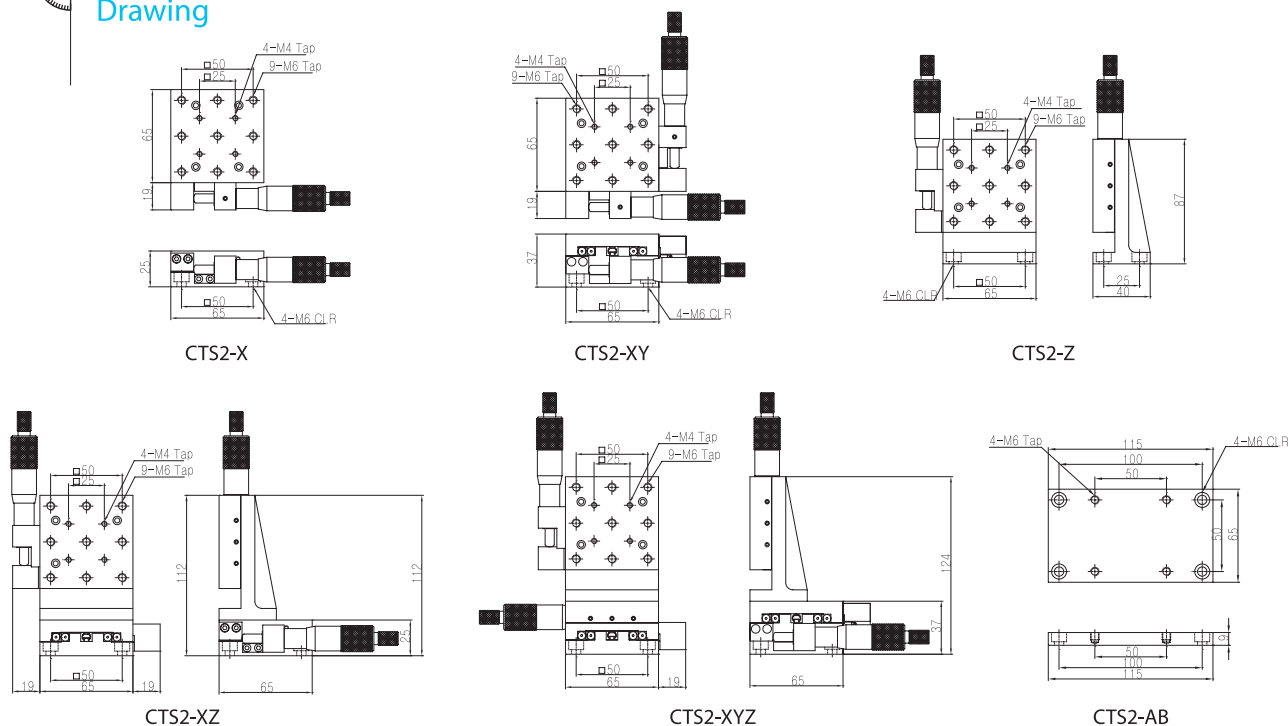 Drawing
50
25
4-M4 Tap
9-M6 Tap
65
19
25
50
65
4-M6 CLR
CTS2-X
4-M4 Tap
9-M6 Tap
50
25
65
19
37
50
65
4-M6 CLR
CTS2-XY
50
25
4-M4 Tap
9-M6 Tap
4-M6 CLR
50
65
87
25
40
CTS2-Z
50
25
4-M4 Tap
9-M6 Tap
112
50
19
65
19
112
25
65
CTS2-XZ
50
25
4-M4 Tap
9-M6 Tap
50
65
19
124
37
65
CTS2-XYZ
4-M6 Tap
115
4-M6 CLR
100
50
50
65
9
50
100
115
CTS2-AB